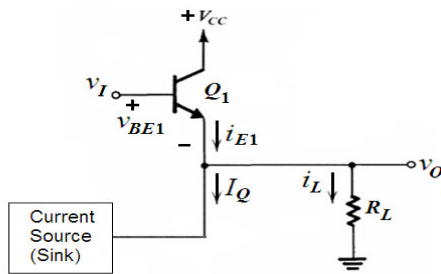 + v_CC
v_I
Q_1
+
v_BE1
−
i_E1
v_O
I_Q
i_L
R_L
Current
Source
(Sink)